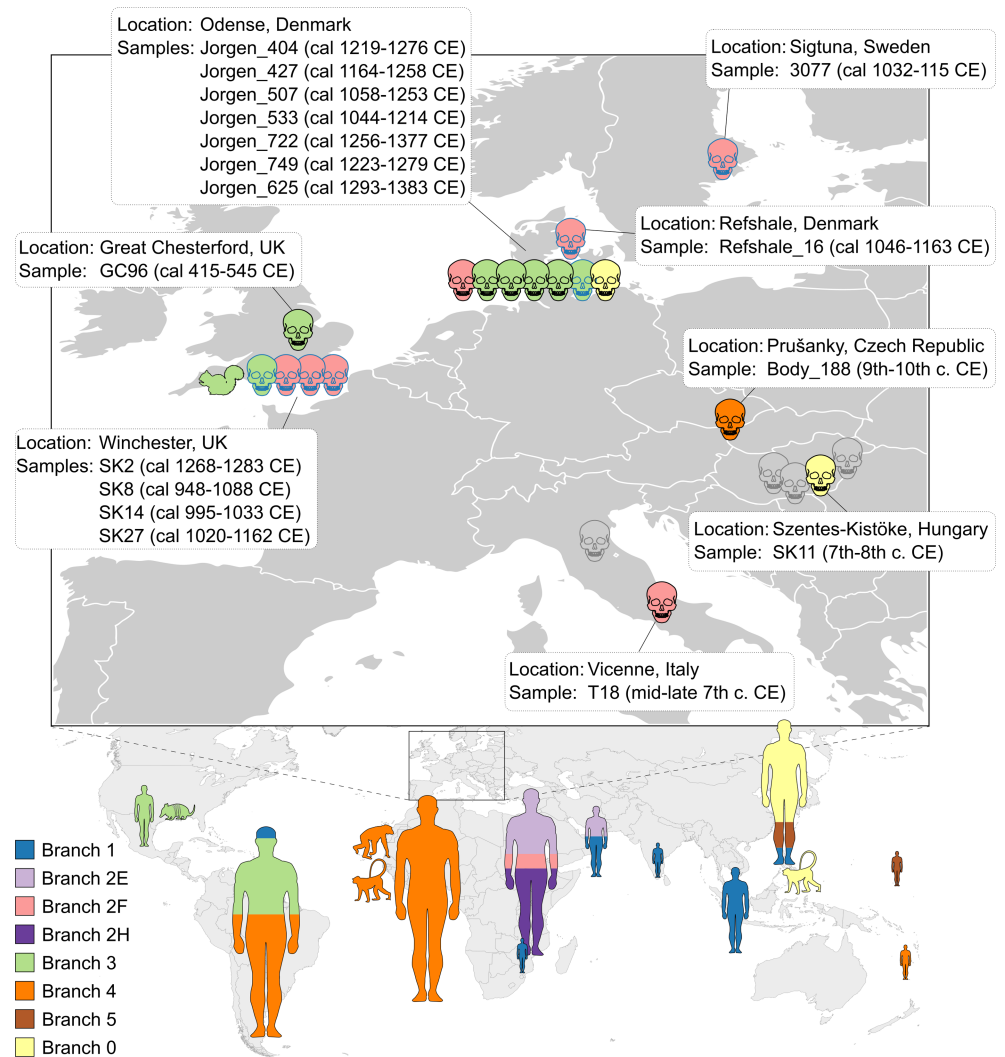 Location: Odense, Denmark
Samples: Jorgen_404 (cal 1219-1276 CE)
Jorgen_427 (cal 1164-1258 CE)
Jorgen_507 (cal 1058-1253 CE)
Jorgen_533 (cal 1044-1214 CE)
Jorgen_722 (cal 1256-1377 CE)
Jorgen_749 (cal 1223-1279 CE)
Jorgen_625 (cal 1293-1383 CE)
Location: Sigtuna, Sweden
Sample: 3077 (cal 1032-115 CE)
Location: Refshale, Denmark
Sample: Refshale_16 (cal 1046-1163 CE)
Location: Great Chesterford, UK
Sample: GC96 (cal 415-545 CE)
Location: Prušanky, Czech Republic
Sample: Body_188 (9th-10th c. CE)
Location: Winchester, UK
Samples: SK2 (cal 1268-1283 CE)
SK8 (cal 948-1088 CE)
SK14 (cal 995-1033 CE)
SK27 (cal 1020-1162 CE)
Location: Szentes-Kistöke, Hungary
Sample: SK11 (7th-8th c. CE)
Location: Vicenne, Italy
Sample: T18 (mid-late 7th c. CE)
Branch 1
Branch 2E
Branch 2F
Branch 2H
Branch 3
Branch 4
Branch 5
Branch 0